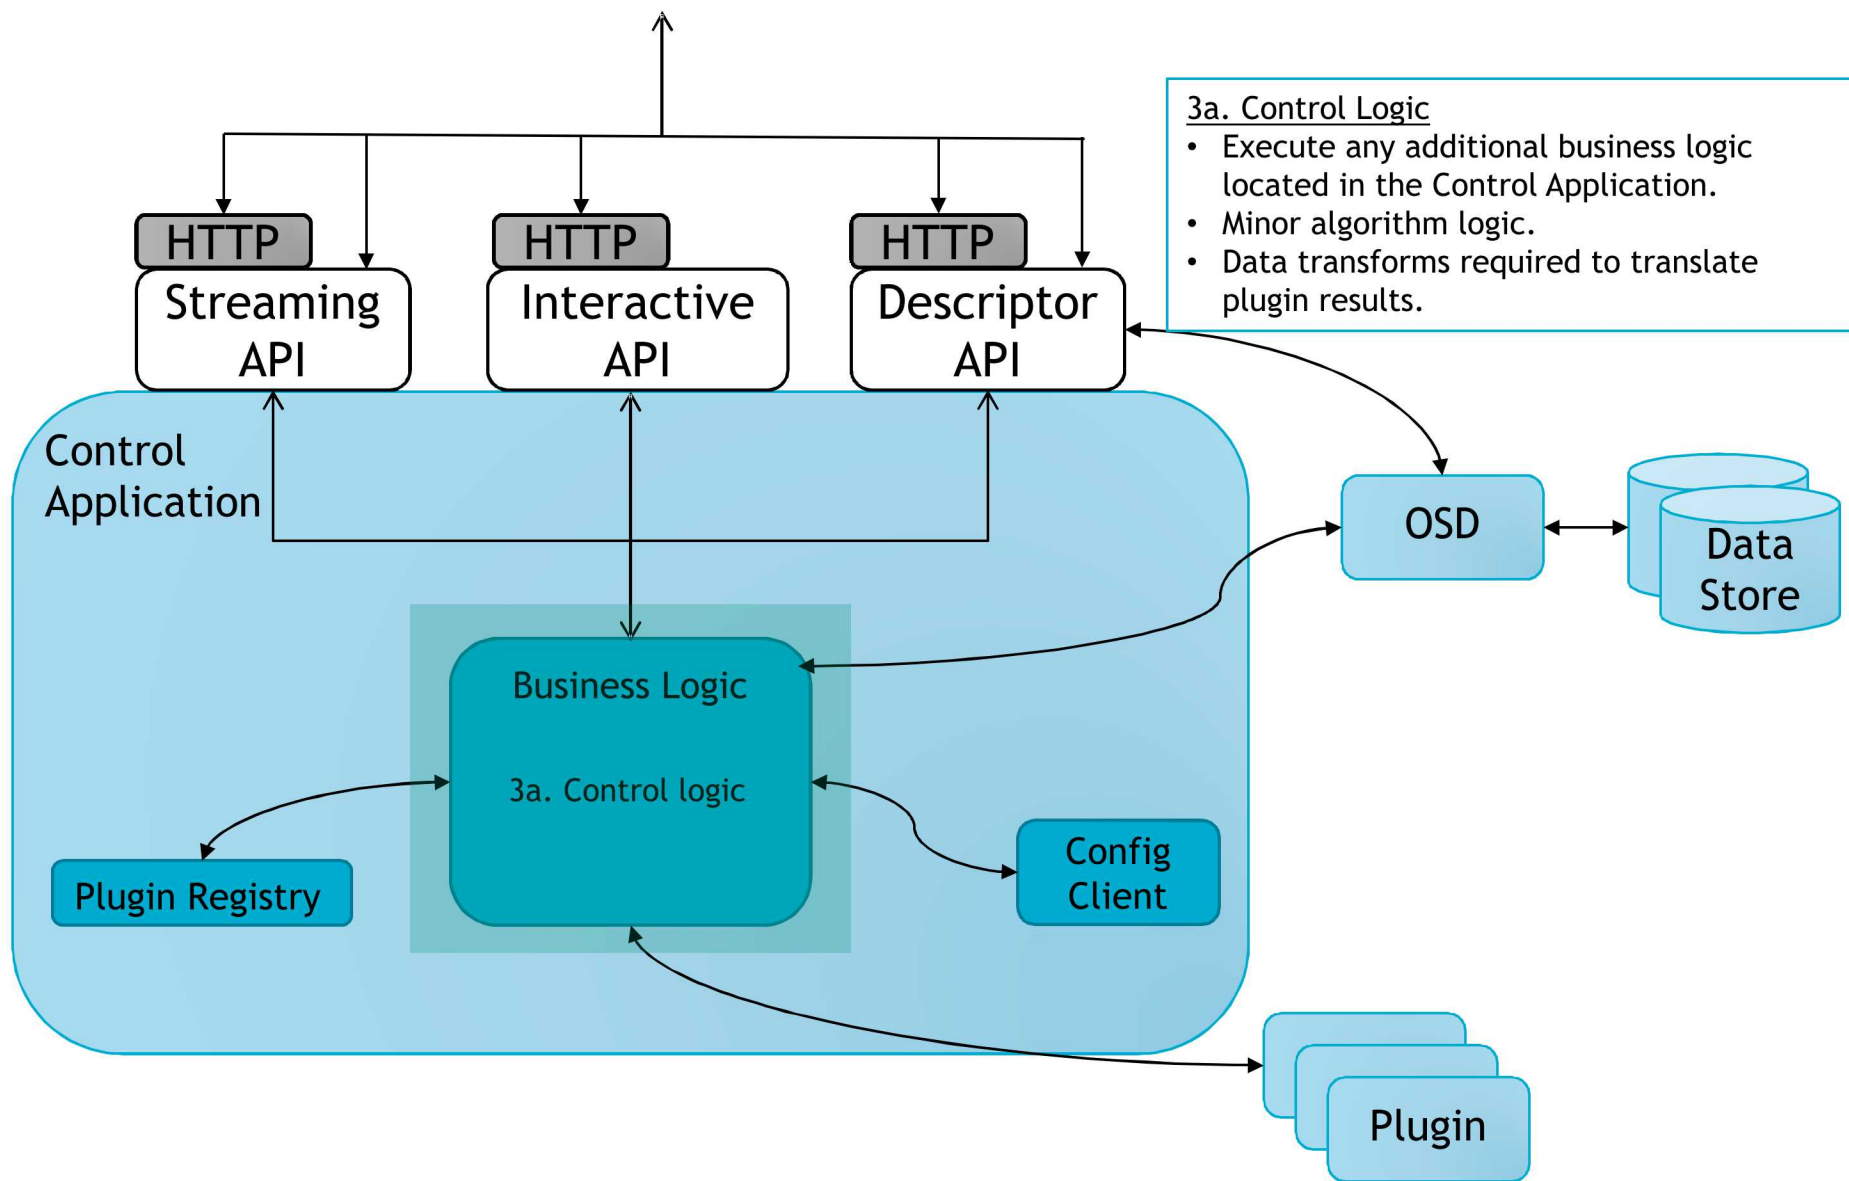 3a. Control Logic
• Execute any additional business logic
located in the Control Application.
• Minor algorithm logic.
• Data transforms required to translate
plugin results.
HTTP
HTTP
HTTP
Streaming
API
Interactive
API
Descriptor
API
Control
Application
OSD
Data
Store
Business Logic
3a. Control logic
Plugin Registry
Config
Client
Plugin